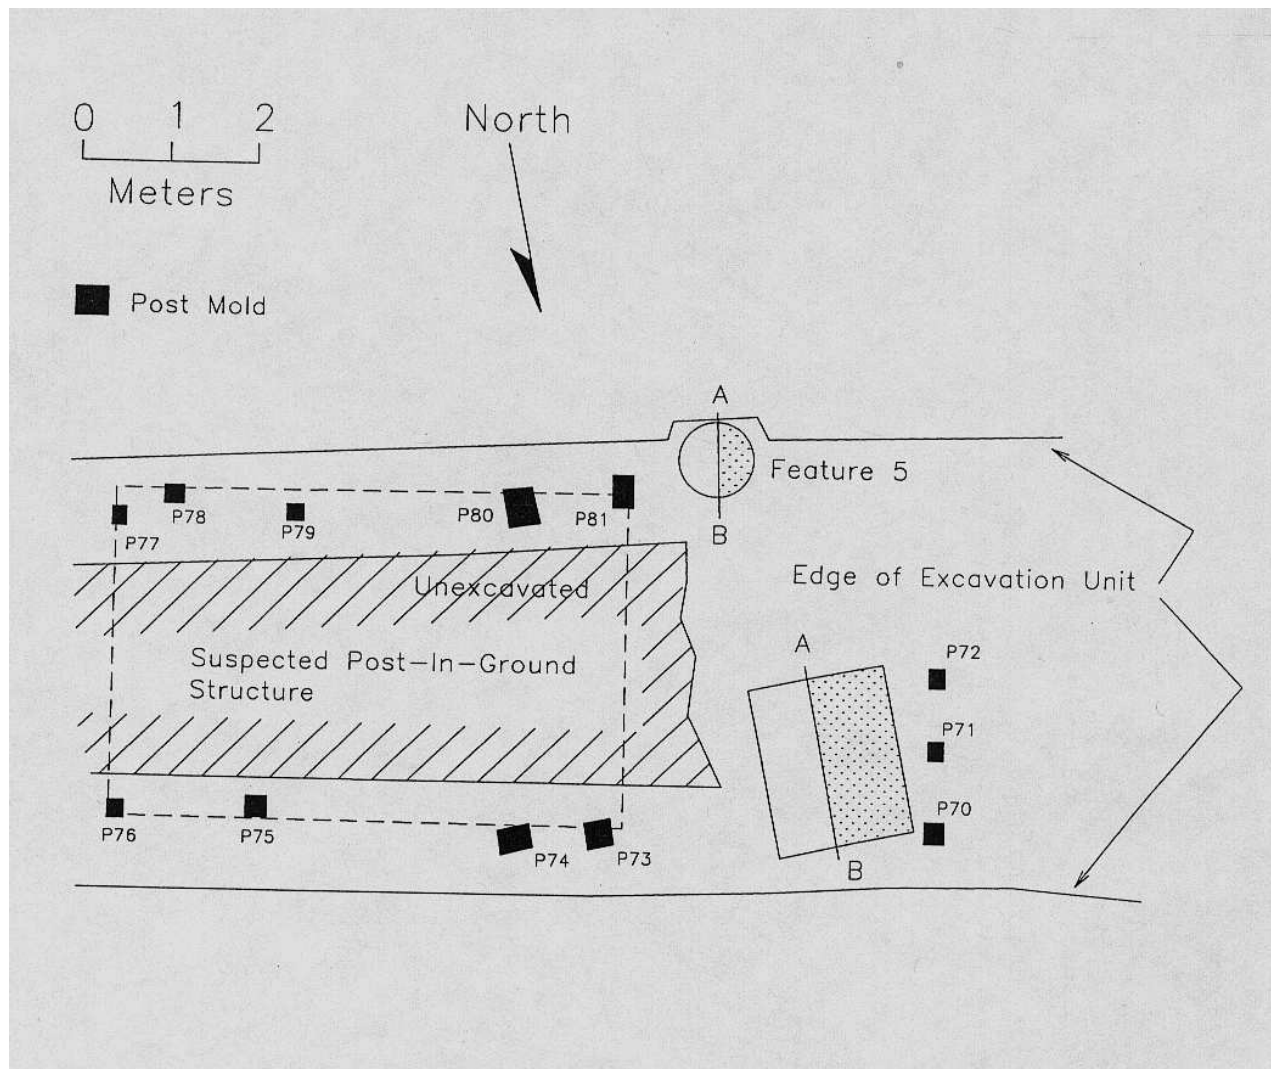 0 1 2
North
Meters
Post Mold
A
Feature 5
P78
P80
P81
P79
P77
B
Edge of Excavation Unit
Unexcavated
A
P72
Suspected Post-In-Ground
Structure
P71
P70
P76
P75
P74
P73
B